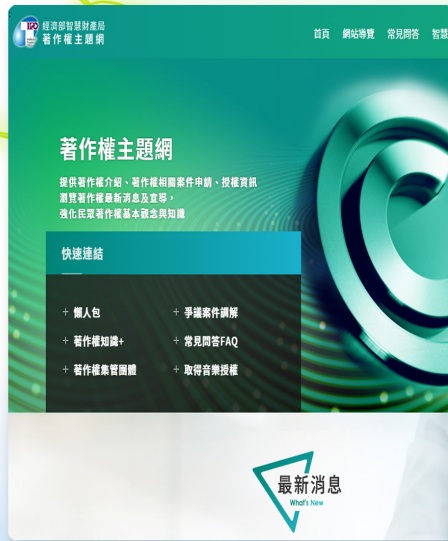 TIPO
經濟部智慧財產局
著作權主題網
首頁 網站導覽 常見問答 智慧
著作權主題網
提供著作權介紹、著作權相關案件申請、授權資訊
瀏覽著作權最新消息及宣導，
強化民眾著作權基本觀念與知識
快速連結
+ 懶人包
+ 爭議案件調解
+ 著作權知識+
+ 常見問答FAQ
+ 著作權集管團體
+ 取得音樂授權
最新消息
What's New